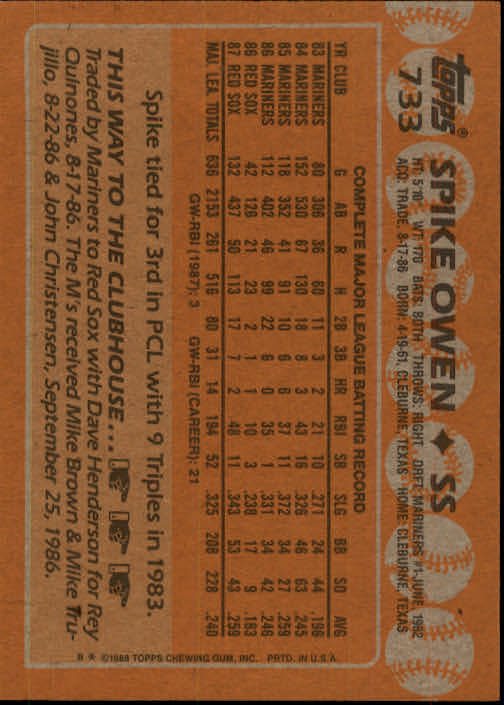 topps®
733
SPIKE OWEN ♦ SS
HT: 5'10" WT: 170 BATS: BOTH THROWS: RIGHT DRFT: MARINERS #1-JUNE, 1982
ACQ: TRADE, 8-17-86 BORN: 4-19-61, CLEBURNE, TEXAS HOME: CLEBURNE, TEXAS
COMPLETE MAJOR LEAGUE BATTING RECORD
YR CLUB G AB R H 2B 3B HR RBI SB SLG BB SO AVG
83 MARINERS 80 306 36 60 11 3 2 21 10 .271 24 44 .196
84 MARINERS 152 530 67 130 18 8 3 43 16 .326 46 63 .245
85 MARINERS 118 352 41 91 10 6 6 37 11 .372 34 27 .259
86 MARINERS 112 402 46 99 22 6 0 35 1 .331 34 42 .246
86 RED SOX 42 126 21 23 2 1 1 10 3 .238 17 9 .183
87 RED SOX 132 437 50 113 17 7 2 48 11 .343 53 43 .259
MAJ. LEA. TOTALS 636 2153 261 516 80 31 14 194 52 .325 208 228 .240
GW-RBI (1987): 3 GW-RBI (CAREER): 21
Spike tied for 3rd in PCL with 9 Triples in 1983.
THIS WAY TO THE CLUBHOUSE...
Traded by Mariners to Red Sox with Dave Henderson for Rey
Quinones, 8-17-86. The M's received Mike Brown & Mike Tru-
jillo, 8-22-86 & John Christensen, September 25, 1986.
B * ©1988 TOPPS CHEWING GUM, INC. PRTD. IN U.S.A.